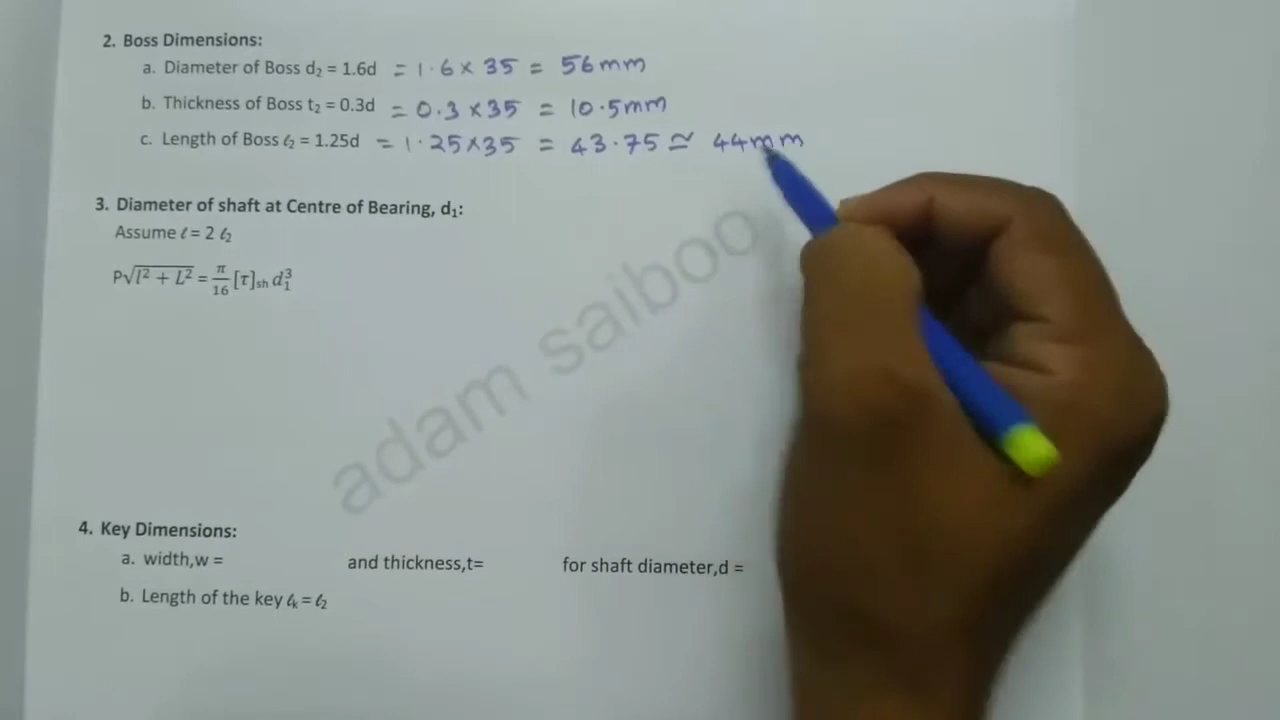 2. Boss Dimensions:
a. Diameter of Boss d₂ = 1.6d = 1.6 × 35 = 56mm
b. Thickness of Boss t₂ = 0.3d = 0.3 × 35 = 10.5mm
c. Length of Boss ℓ₂ = 1.25d = 1.25 × 35 = 43.75 ≅ 44mm
3. Diameter of shaft at Centre of Bearing, d₁:
Assume ℓ = 2 ℓ₂
P√(l² + L²) = π/16 [τ]sh d₁³
adam saiboo
4. Key Dimensions:
a. width,w = and thickness,t= for shaft diameter,d =
b. Length of the key ℓₖ = ℓ₂